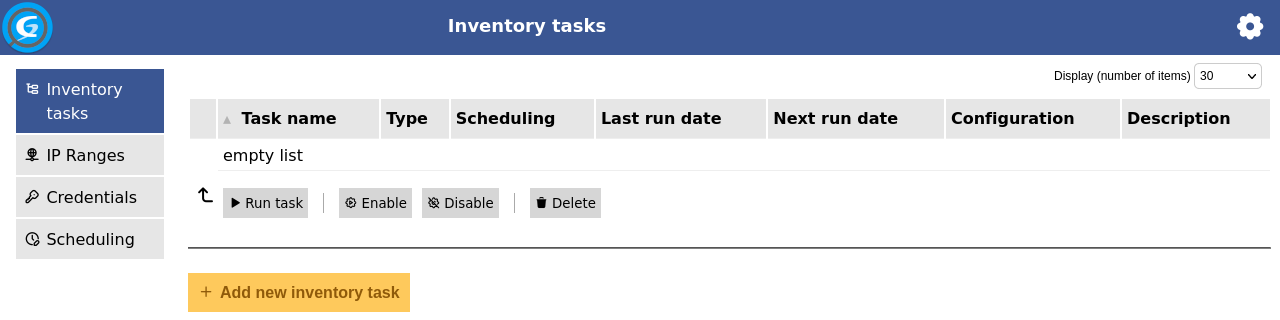 Inventory tasks
Inventory
tasks
IP Ranges
Credentials
Scheduling
Display (number of items) 30
Task name Type Scheduling Last run date Next run date Configuration Description
empty list
Run task Enable Disable Delete
+ Add new inventory task